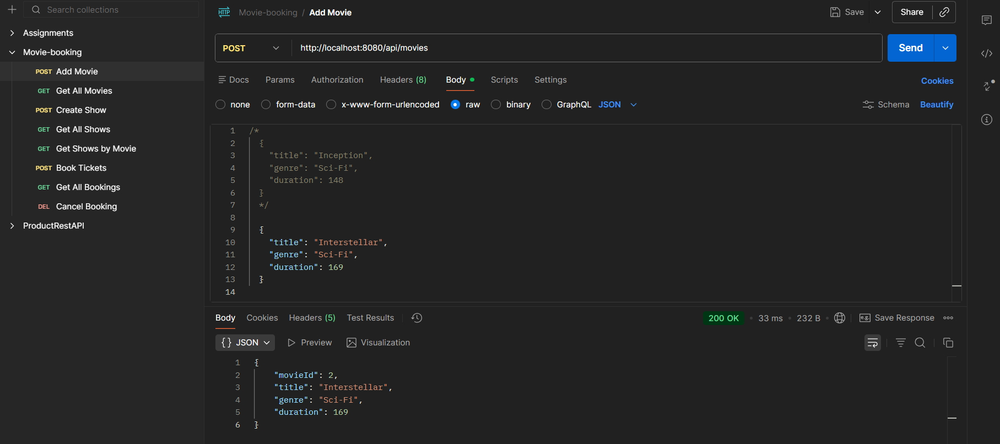 Search collections
Assignments
Movie-booking
POST Add Movie
GET Get All Movies
POST Create Show
GET Get All Shows
GET Get Shows by Movie
POST Book Tickets
GET Get All Bookings
DEL Cancel Booking
ProductRestAPI
HTTP Movie-booking / Add Movie
Save
Share
POST http://localhost:8080/api/movies
Send
Docs Params Authorization Headers (8) Body Scripts Settings
Cookies
none form-data x-www-form-urlencoded raw binary GraphQL JSON
Schema Beautify
1 /*
2 {
3 "title": "Inception",
4 "genre": "Sci-Fi",
5 "duration": 148
6 }
7 */
8
9 {
10 "title": "Interstellar",
11 "genre": "Sci-Fi",
12 "duration": 169
13 }
14
Body Cookies Headers (5) Test Results
200 OK • 33 ms • 232 B •
e.g. Save Response
{} JSON Preview Visualization
1 {
2 "movieId": 2,
3 "title": "Interstellar",
4 "genre": "Sci-Fi",
5 "duration": 169
6 }